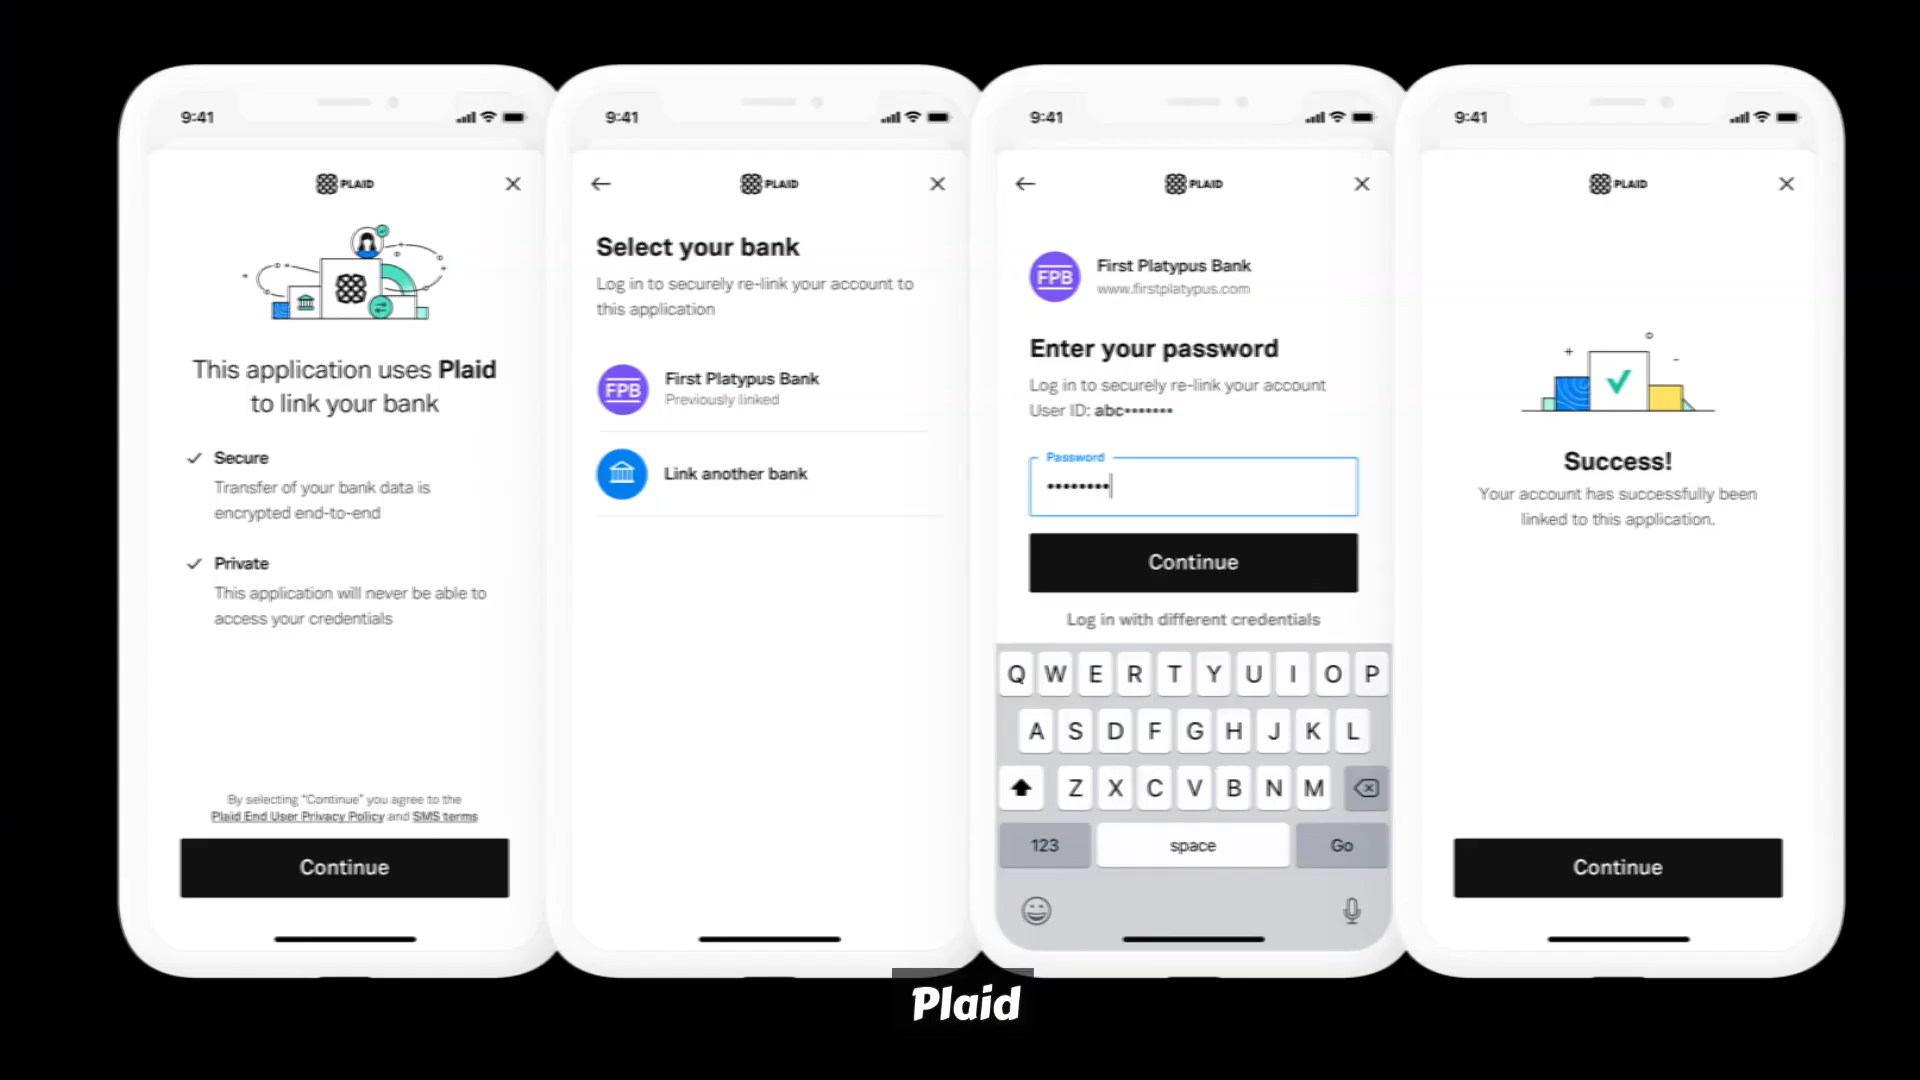 9:41
PLAID
This application uses Plaid
to link your bank
Secure
Transfer of your bank data is
encrypted end-to-end
Private
This application will never be able to
access your credentials
By selecting “Continue” you agree to the
Plaid End User Privacy Policy and SMS terms
Continue
9:41
PLAID
Select your bank
Log in to securely re-link your account to
this application
FPB
First Platypus Bank
Previously linked
Link another bank
9:41
PLAID
FPB
First Platypus Bank
www.firstplatypus.com
Enter your password
Log in to securely re-link your account
User ID: abc•••••••
Password
••••••••
Continue
Log in with different credentials
Q W E R T Y U I O P
A S D F G H J K L
Z X C V B N M
123 space Go
9:41
PLAID
Success!
Your account has successfully been
linked to this application.
Continue
Plaid